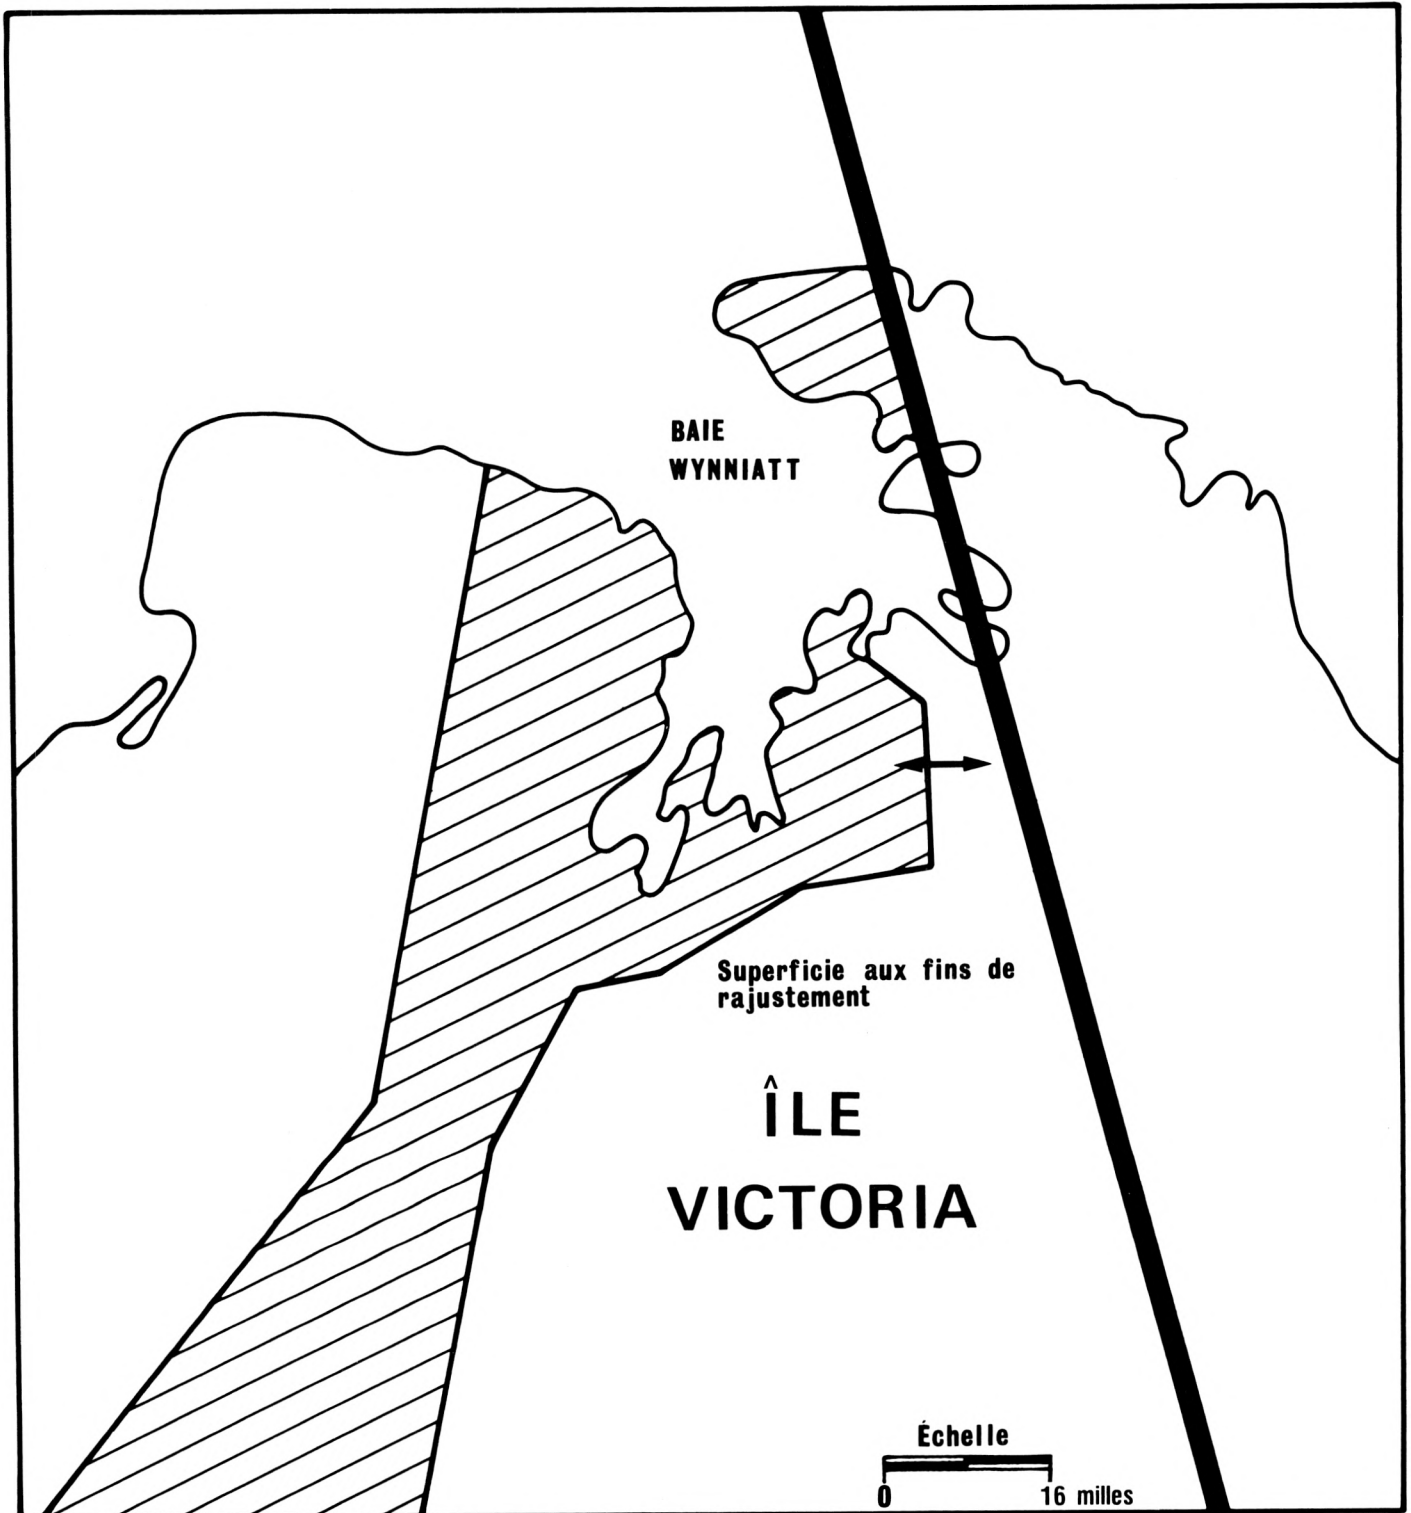 BAIE
WYNNIATT
Superficie aux fins de
rajustement
ÎLE
VICTORIA
Échelle
0 16 milles